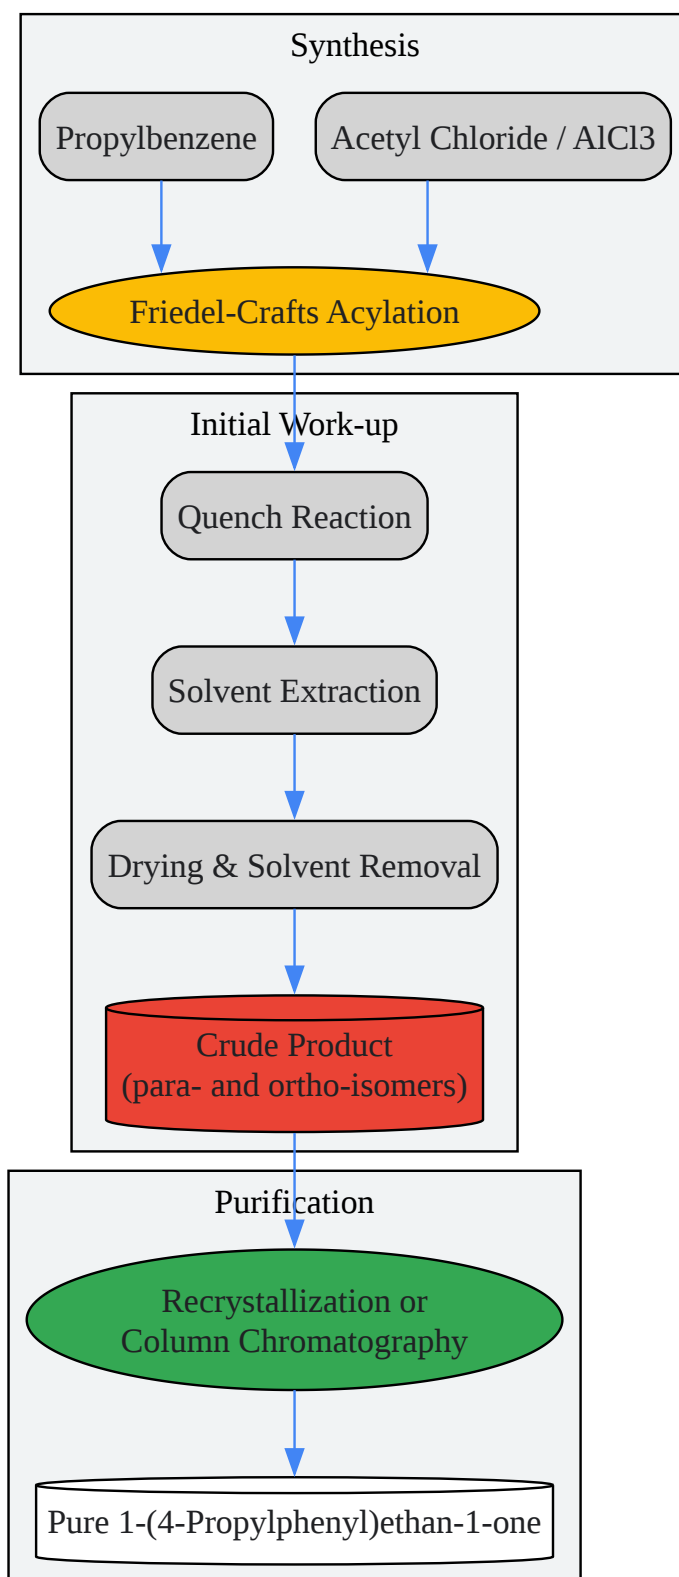 Synthesis
Propylbenzene
Acetyl Chloride / AlCl3
Friedel-Crafts Acylation
Initial Work-up
Quench Reaction
Solvent Extraction
Drying & Solvent Removal
Crude Product
(para- and ortho-isomers)
Purification
Recrystallization or
Column Chromatography
Pure 1-(4-Propylphenyl)ethan-1-one